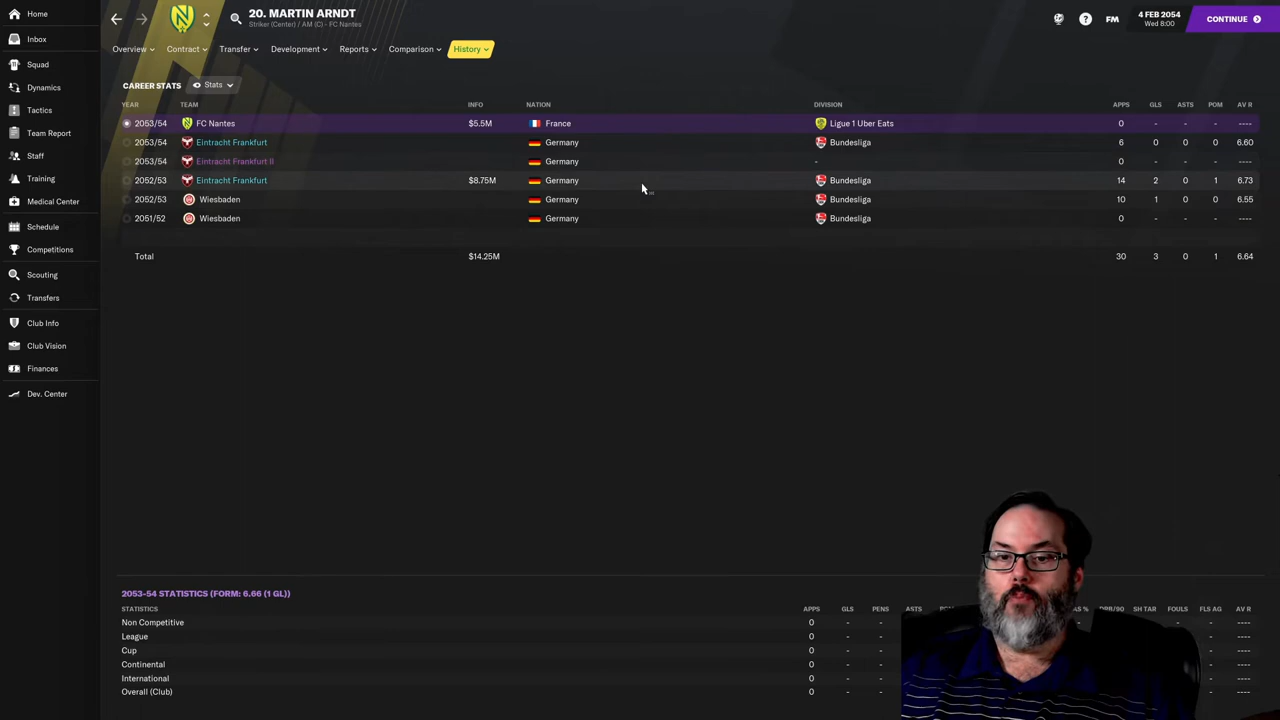 Home
20. MARTIN ARNDT
Striker (Center) / AM (C) - FC Nantes
FM
4 FEB 2054
Wed 8:00
CONTINUE
Inbox
Squad
Dynamics
Tactics
Team Report
Staff
Training
Medical Center
Schedule
Competitions
Scouting
Transfers
Club Info
Club Vision
Finances
Dev. Center
Overview Contract Transfer Development Reports Comparison History
CAREER STATS Stats
YEAR TEAM INFO NATION DIVISION APPS GLS ASTS POM AV R
2053/54 FC Nantes $5.5M France Ligue 1 Uber Eats 0 - - - ----
2053/54 Eintracht Frankfurt Germany Bundesliga 6 0 0 0 6.60
2053/54 Eintracht Frankfurt II Germany - 0 - - - ----
2052/53 Eintracht Frankfurt $8.75M Germany Bundesliga 14 2 0 1 6.73
2052/53 Wiesbaden Germany Bundesliga 10 1 0 0 6.55
2051/52 Wiesbaden Germany Bundesliga 0 - - - ----
Total $14.25M 30 3 0 1 6.64
2053-54 STATISTICS (FORM: 6.66 (1 GL))
STATISTICS APPS GLS PENS ASTS DRB/90 SH TAR FOULS FLS AG AV R
Non Competitive 0 - - - - - ----
League 0 - - - - ----
Cup 0 - - - - ----
Continental 0 - - - - ----
International 0 - - - - ----
Overall (Club) 0 - - - - ----